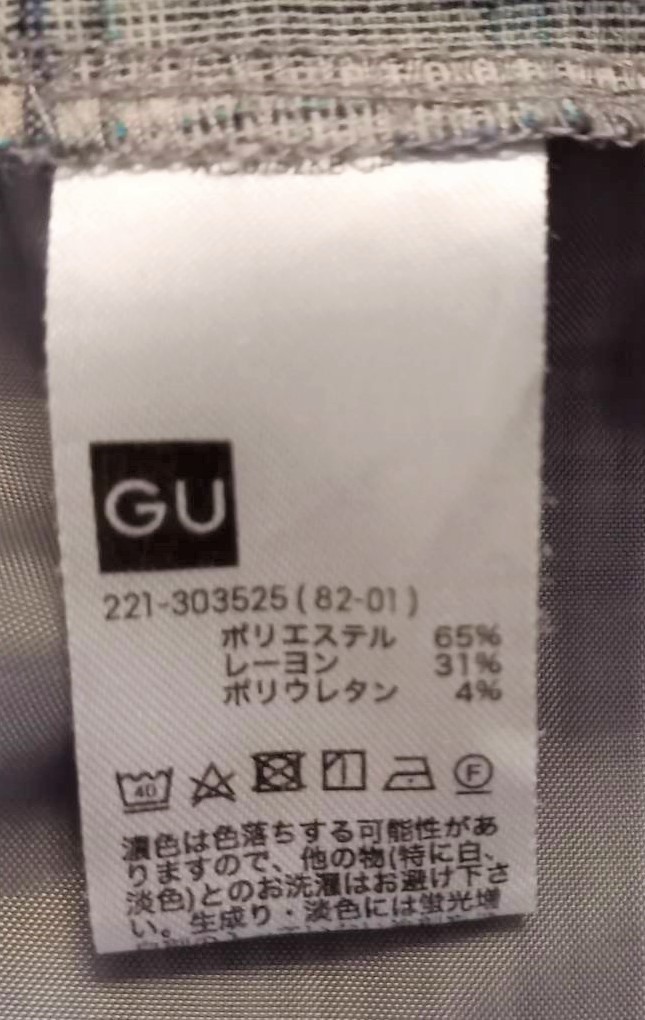 GU
221-303525(82-01)
ポリエステル 65%
レーヨン 31%
ポリウレタン 4%
40
F
濃色は色落ちする可能性があ
りますので、他の物(特に白、
淡色)とのお洗濯はお避け下さ
い。生成り・淡色には蛍光増